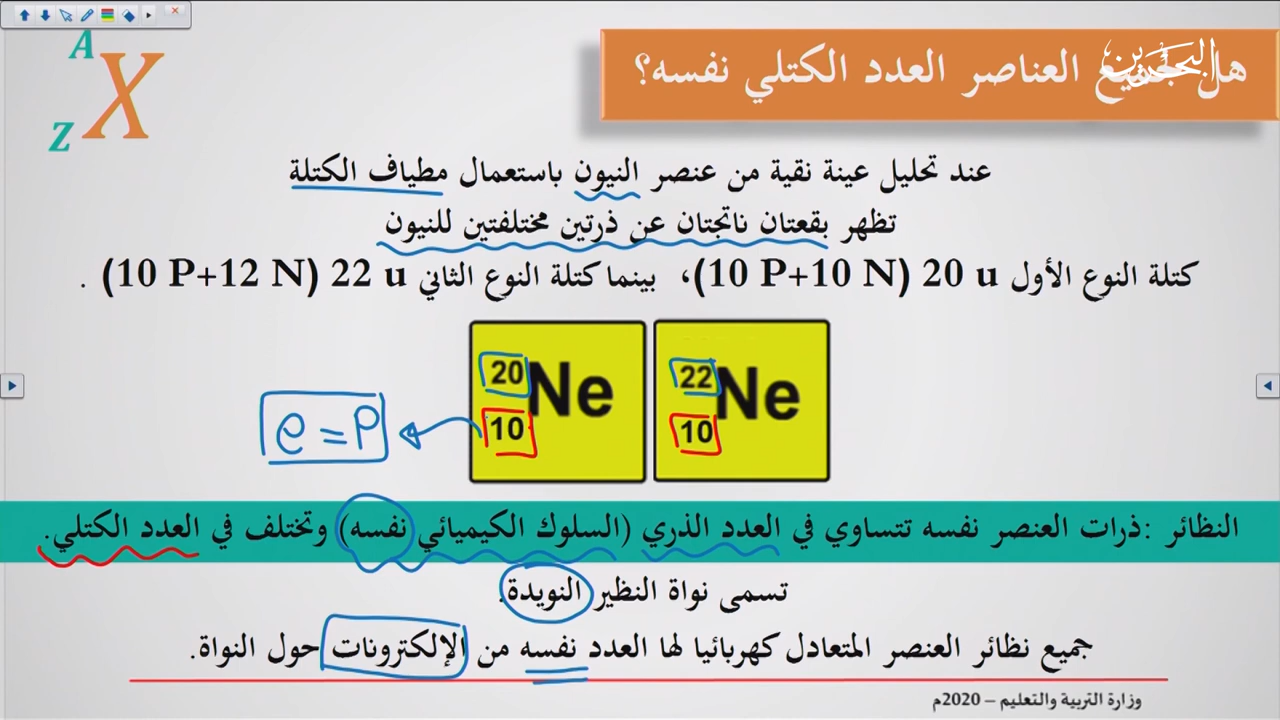 هل لجميع العناصر العدد الكتلي نفسه؟
البحرين
A
X
Z
عند تحليل عينة نقية من عنصر النيون باستعمال مطياف الكتلة
تظهر بقعتان ناتجتان عن ذرتين مختلفتين للنيون
كتلة النوع الأول 20 u (10 P+10 N)، بينما كتلة النوع الثاني 22 u (10 P+12 N) .
20
Ne
10
22
Ne
10
e = P
النظائر :ذرات العنصر نفسه تتساوي في العدد الذري (السلوك الكيميائي نفسه) وتختلف في العدد الكتلي.
تسمى نواة النظير النويدة.
جميع نظائر العنصر المتعادل كهربائيا لها العدد نفسه من الإلكترونات حول النواة.
وزارة التربية والتعليم – 2020م